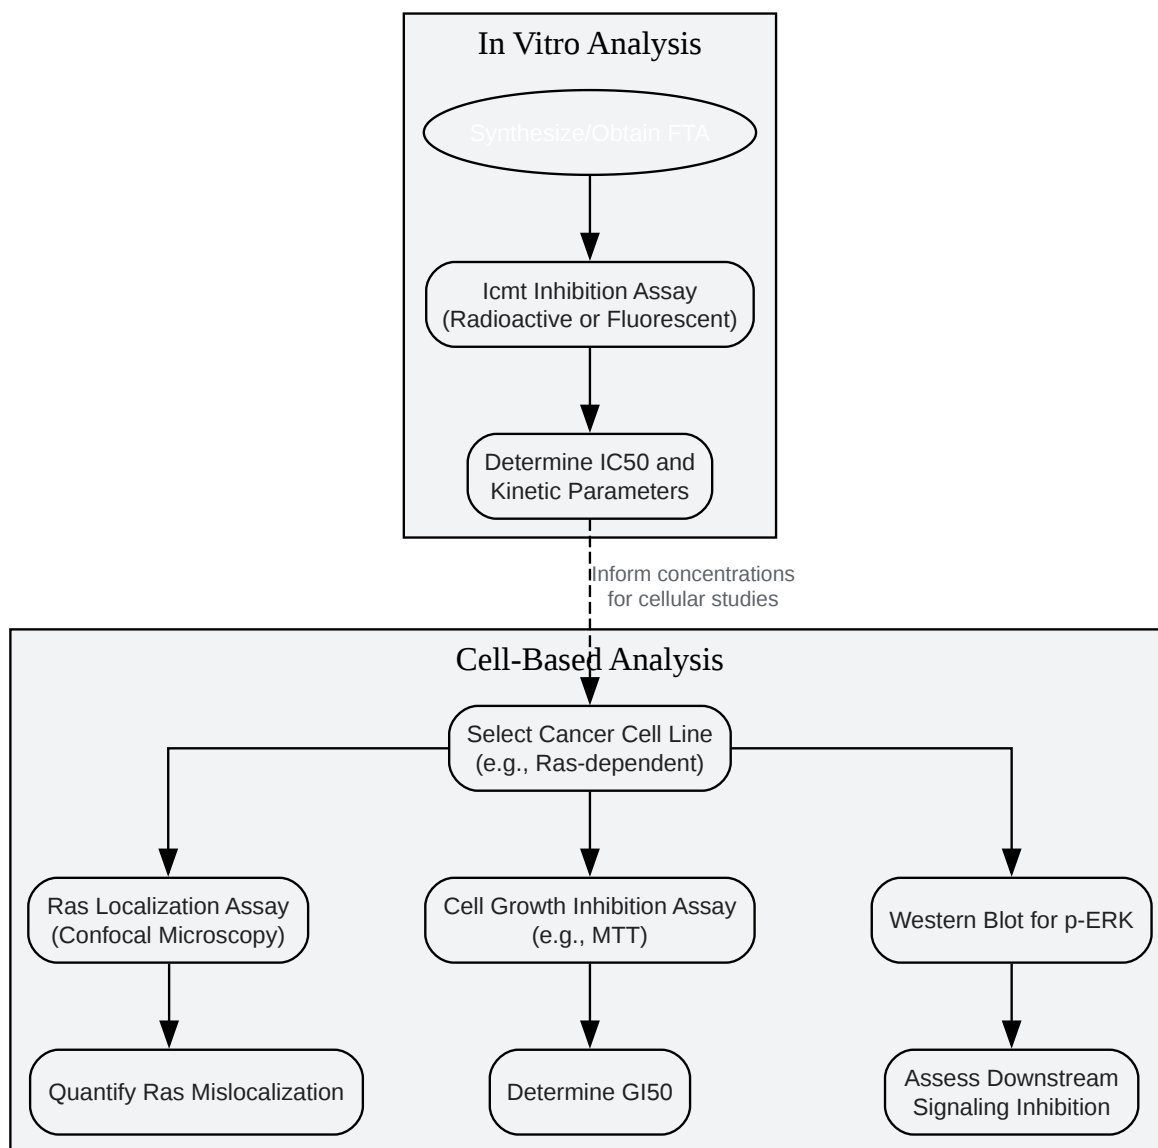 In Vitro Analysis
Synthesize/Obtain FTA
Icmt Inhibition Assay
(Radioactive or Fluorescent)
Determine IC50 and
Kinetic Parameters
Inform concentrations
for cellular studies
Cell-Based Analysis
Select Cancer Cell Line
(e.g., Ras-dependent)
Ras Localization Assay
(Confocal Microscopy)
Cell Growth Inhibition Assay
(e.g., MTT)
Western Blot for p-ERK
Quantify Ras Mislocalization
Determine GI50
Assess Downstream
Signaling Inhibition